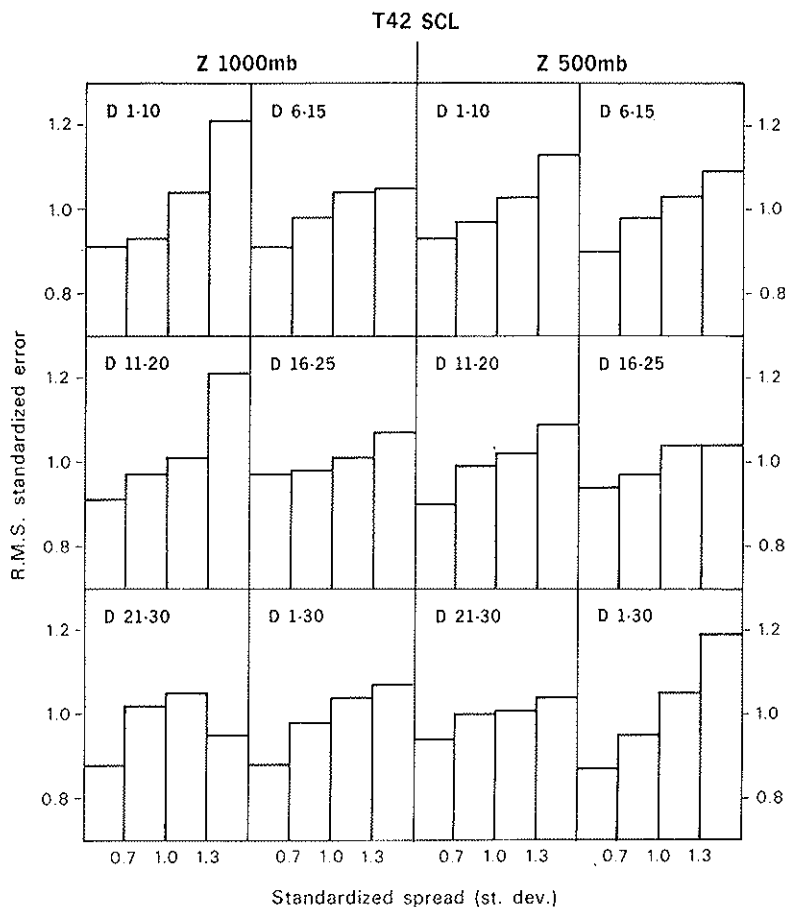 T42 SCL
Z 1000mb Z 500mb
D 1·10 D 6·15 D 1·10 D 6·15
1.2 1.2
1.0 1.0
0.8 0.8
D 11·20 D 16·25 D 11·20 D 16·25
1.2 1.2
1.0 1.0
0.8 0.8
D 21·30 D 1·30 D 21·30 D 1·30
1.2 1.2
1.0 1.0
0.8 0.8
R.M.S. standardized error
0.7 1.0 1.3 0.7 1.0 1.3 0.7 1.0 1.3 0.7 1.0 1.3
Standardized spread (st. dev.)